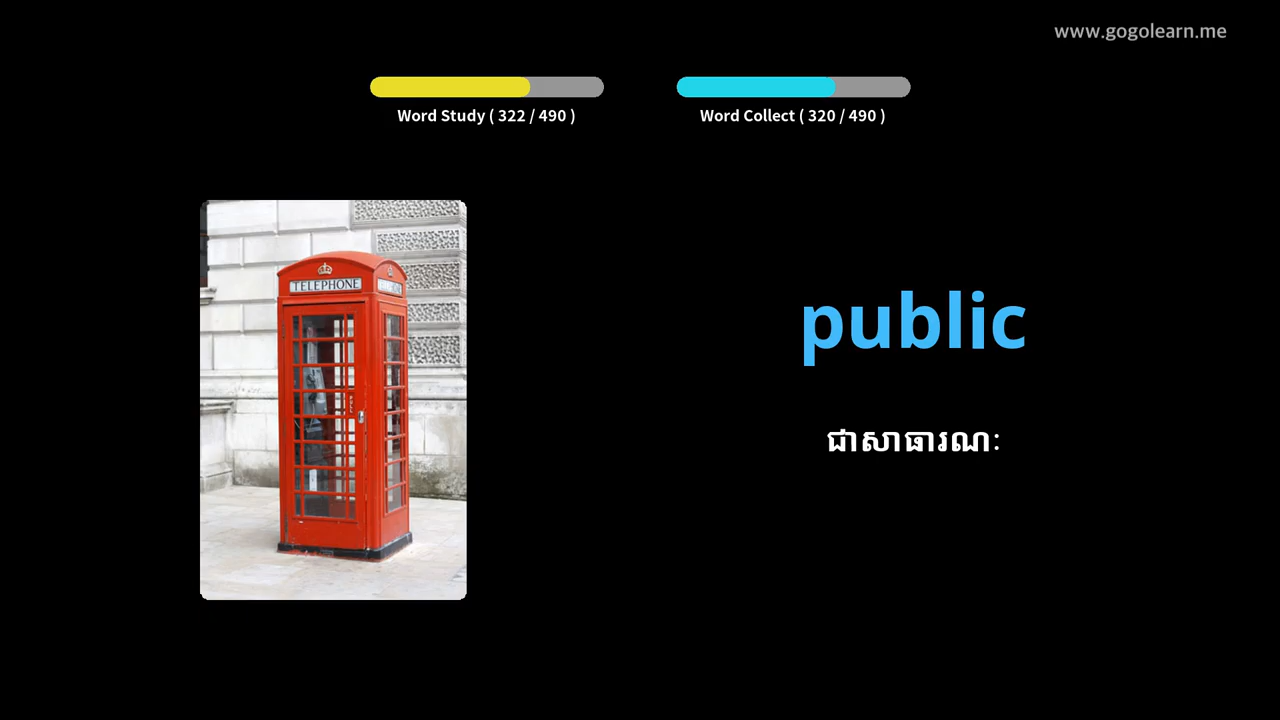 www.gogolearn.me
Word Study ( 322 / 490 )
Word Collect ( 320 / 490 )
TELEPHONE
public
ជាសាធារណៈ